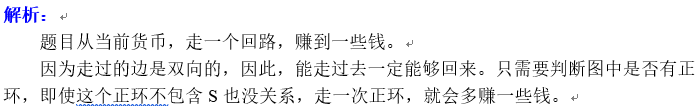 解析：
题目从当前货币，走一个回路，赚到一些钱。
因为走过的边是双向的，因此，能走过去一定能够回来。只需要判断图中是否有正
环，即使这个正环不包含 S 也没关系，走一次正环，就会多赚一些钱。